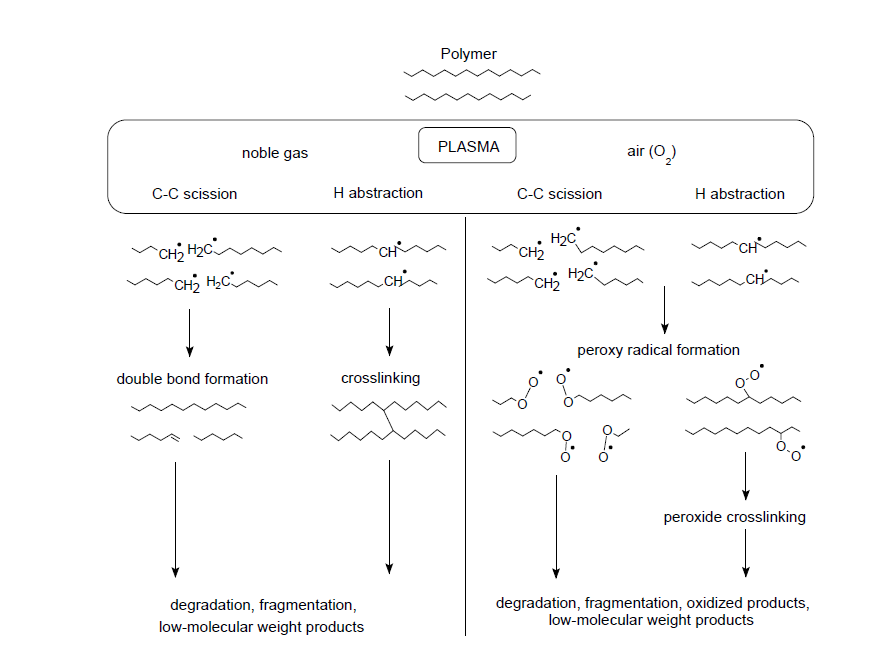 Polymer
PLASMA
noble gas
air (O2)
C-C scission
H abstraction
C-C scission
H abstraction
CH2 H2C
CH
CH2 H2C
CH
CH2 H2C
CH
CH2 H2C
CH
peroxy radical formation
double bond formation
crosslinking
O O
O O
O O
O O
O O
O O
peroxide crosslinking
degradation, fragmentation,
low-molecular weight products
degradation, fragmentation, oxidized products,
low-molecular weight products